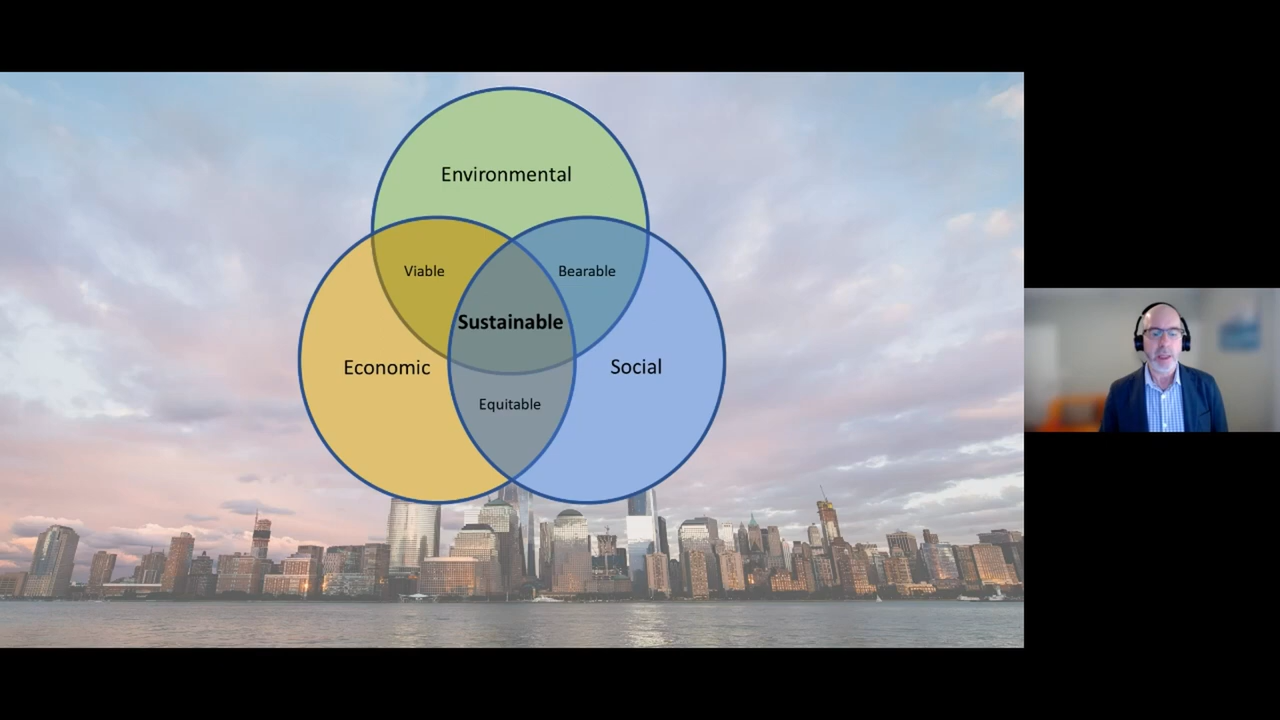 Environmental
Viable
Bearable
Sustainable
Economic
Social
Equitable